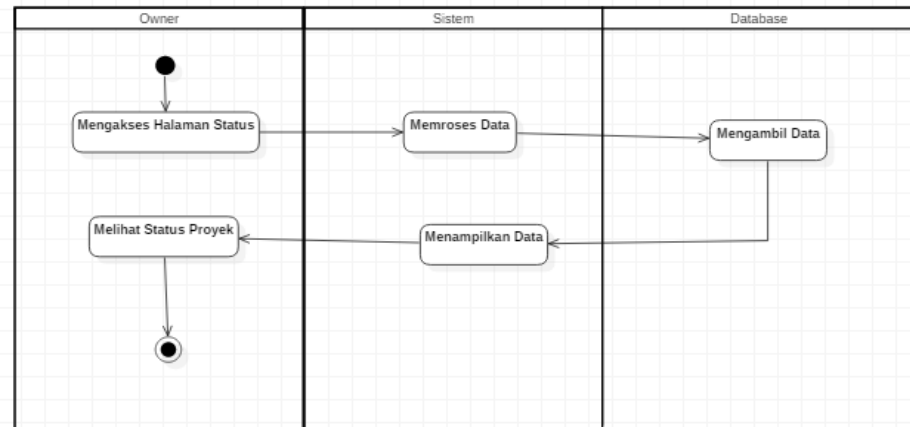 Owner
Sistem
Database
Mengakses Halaman Status
Memroses Data
Mengambil Data
Melihat Status Proyek
Menampilkan Data